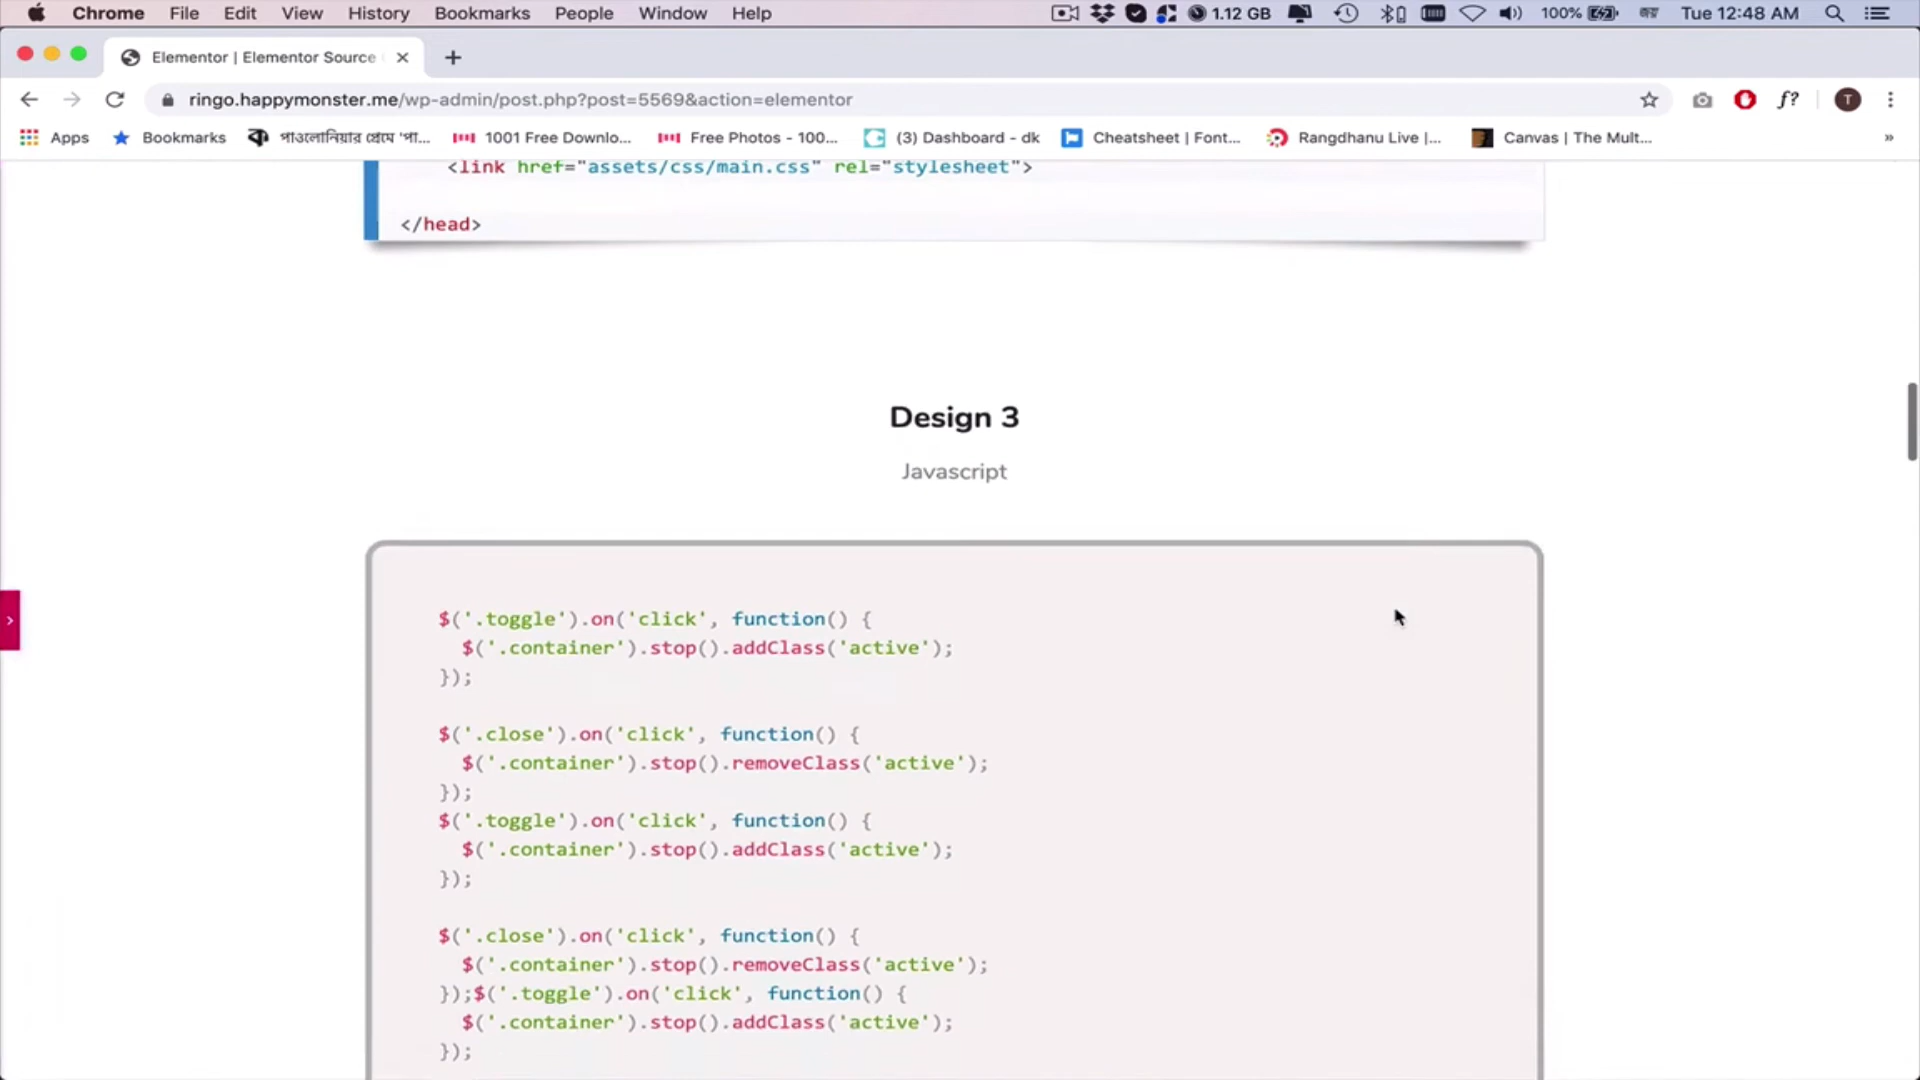 Chrome File Edit View History Bookmarks People Window Help 1.12 GB 100% Tue 12:48 AM
Elementor | Elementor Source
ringo.happymonster.me/wp-admin/post.php?post=5569&action=elementor f? T
Apps Bookmarks পাওলোনিয়ার প্রেমে 'পা... 1001 Free Downlo... Free Photos - 100... (3) Dashboard - dk Cheatsheet | Font... Rangdhanu Live |... Canvas | The Mult... »
<link href="assets/css/main.css" rel="stylesheet">
</head>
Design 3
Javascript
$('.toggle').on('click', function() {
$('.container').stop().addClass('active');
});
$('.close').on('click', function() {
$('.container').stop().removeClass('active');
});
$('.toggle').on('click', function() {
$('.container').stop().addClass('active');
});
$('.close').on('click', function() {
$('.container').stop().removeClass('active');
});$('.toggle').on('click', function() {
$('.container').stop().addClass('active');
});